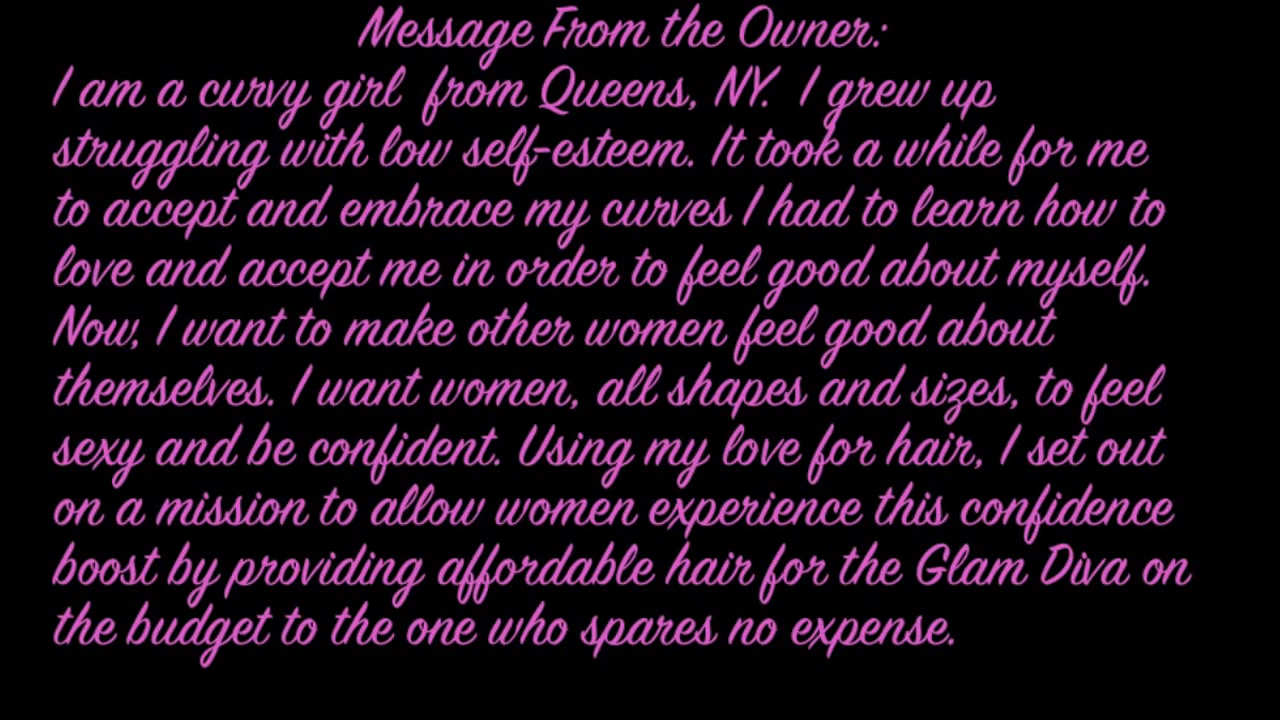 Message From the Owner:
I am a curvy girl from Queens, NY. I grew up
struggling with low self-esteem. It took a while for me
to accept and embrace my curves I had to learn how to
love and accept me in order to feel good about myself.
Now, I want to make other women feel good about
themselves. I want women, all shapes and sizes, to feel
sexy and be confident. Using my love for hair, I set out
on a mission to allow women experience this confidence
boost by providing affordable hair for the Glam Diva on
the budget to the one who spares no expense.